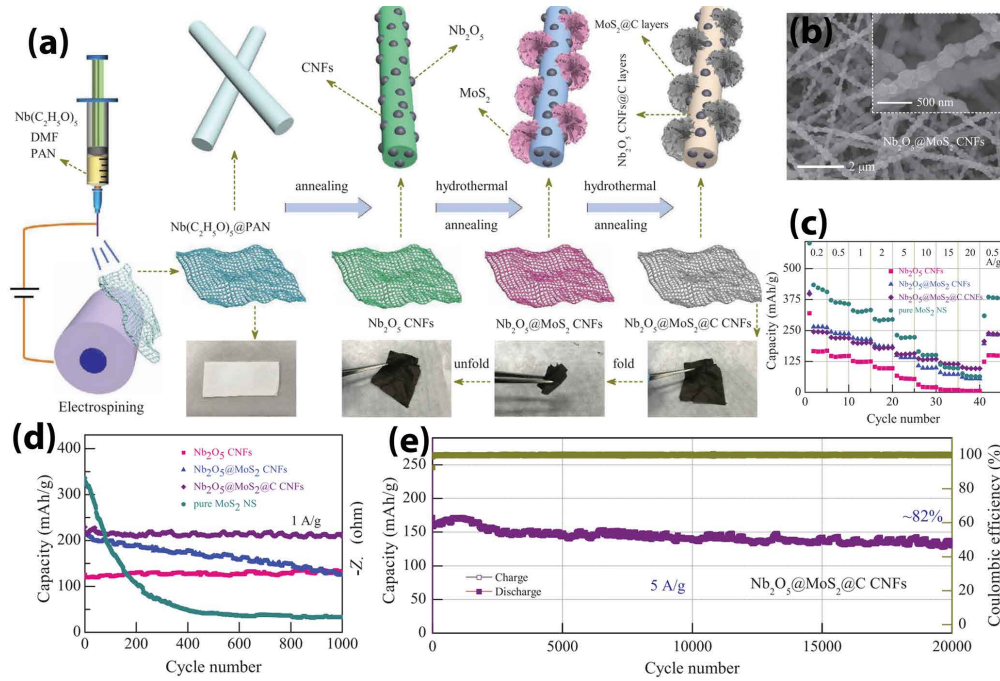 (a)
Nb(C2H5O)5
DMF
PAN
CNFs
Nb2O5
MoS2
MoS2@C layers
Nb2O5 CNFs@C layers
annealing
hydrothermal
annealing
hydrothermal
annealing
Nb(C2H5O)5@PAN
Nb2O5 CNFs
Nb2O5@MoS2 CNFs
Nb2O5@MoS2@C CNFs
unfold
fold
Electrospining
(b)
500 nm
2 μm
Nb2O5@MoS2 CNFs
(c)
0.2 0.5 1 2 5 10 15 20 0.5
A/g
Nb2O5 CNFs
Nb2O5@MoS2 CNFs
Nb2O5@MoS2@C CNFs
pure MoS2 NS
500
375
250
125
0
Capacity (mAh/g)
0 10 20 30 40
Cycle number
(d)
Nb2O5 CNFs
Nb2O5@MoS2 CNFs
Nb2O5@MoS2@C CNFs
pure MoS2 NS
1 A/g
400
300
200
100
0
Capacity (mAh/g)
-Z. (ohm)
0 200 400 600 800 1000
Cycle number
(e)
250
200
150
100
50
0
Capacity (mAh/g)
~82%
Charge
Discharge
5 A/g
Nb2O5@MoS2@C CNFs
100
80
60
40
20
0
Coulombic efficiency (%)
0 5000 10000 15000 20000
Cycle number